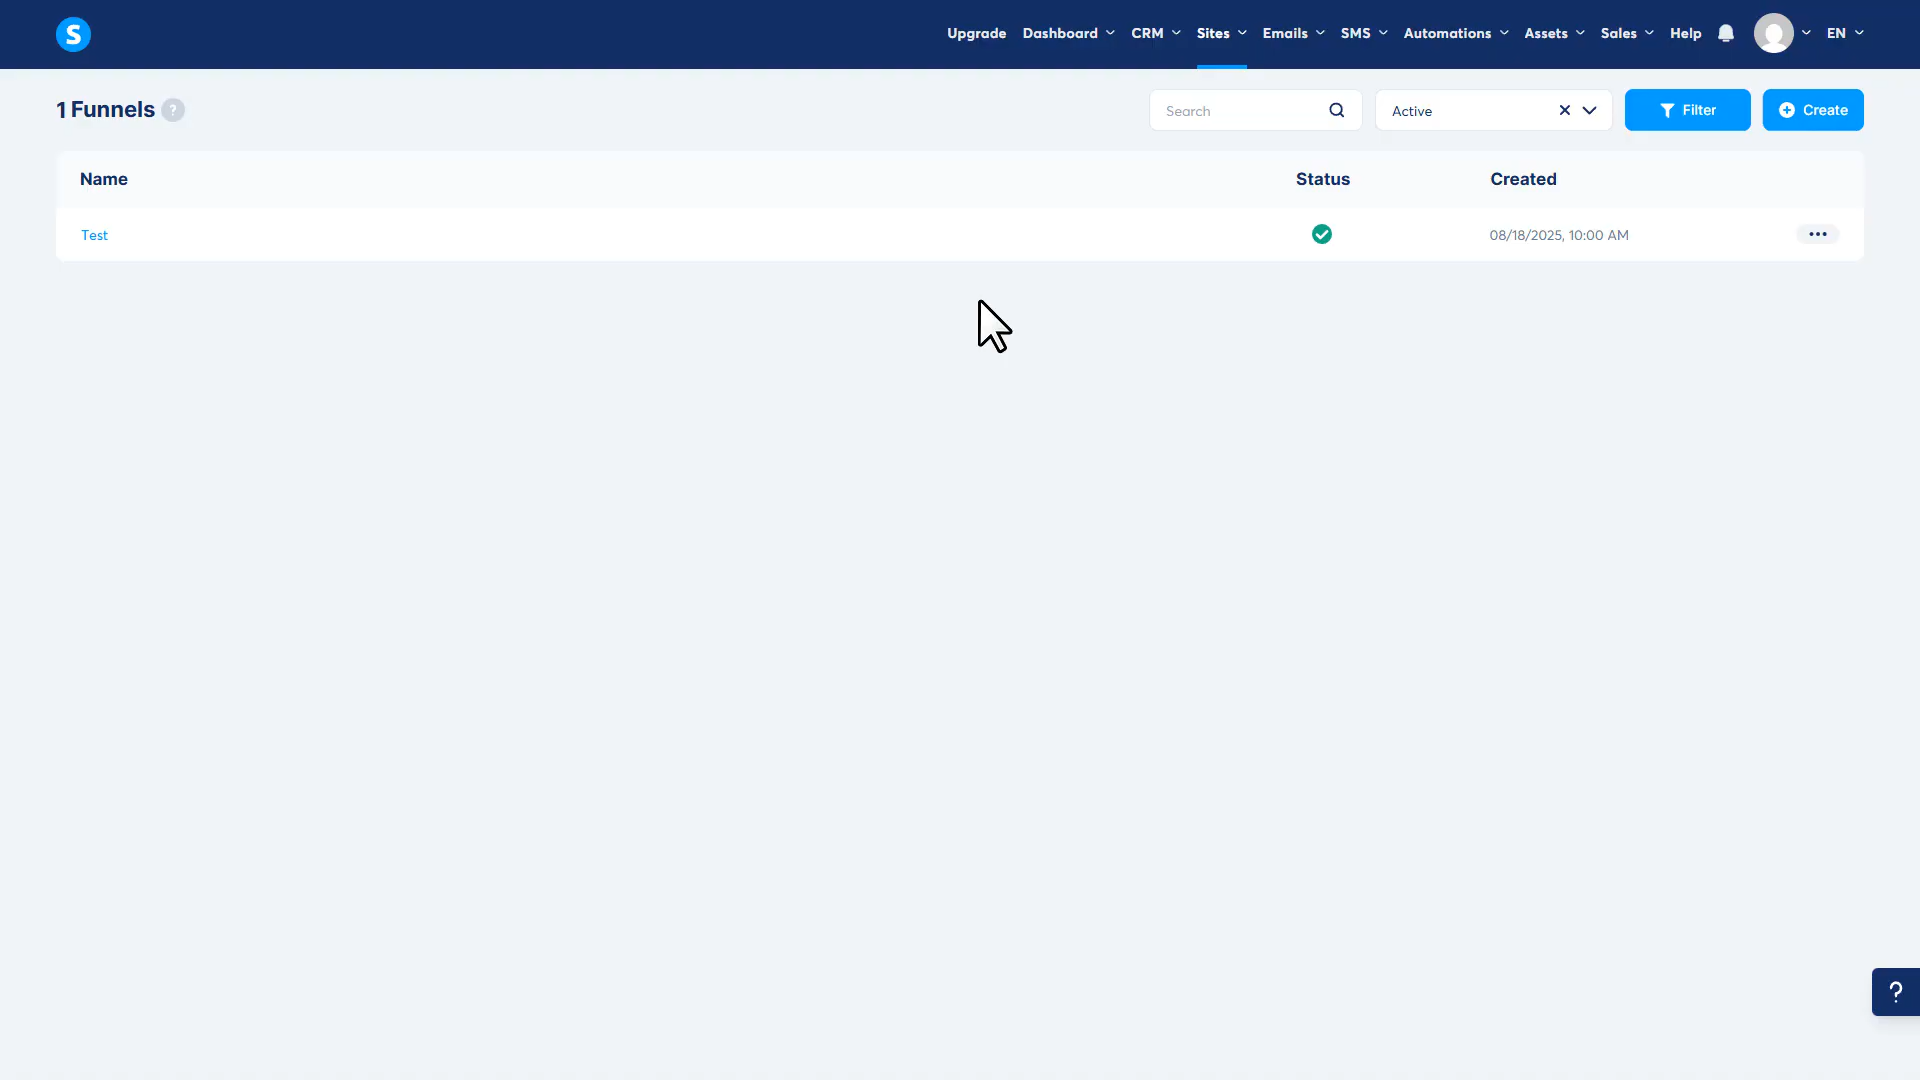 S
Upgrade Dashboard CRM Sites Emails SMS Automations Assets Sales Help EN
1 Funnels ?
Search
Active
Filter
Create
Name Status Created
Test 08/18/2025, 10:00 AM
?